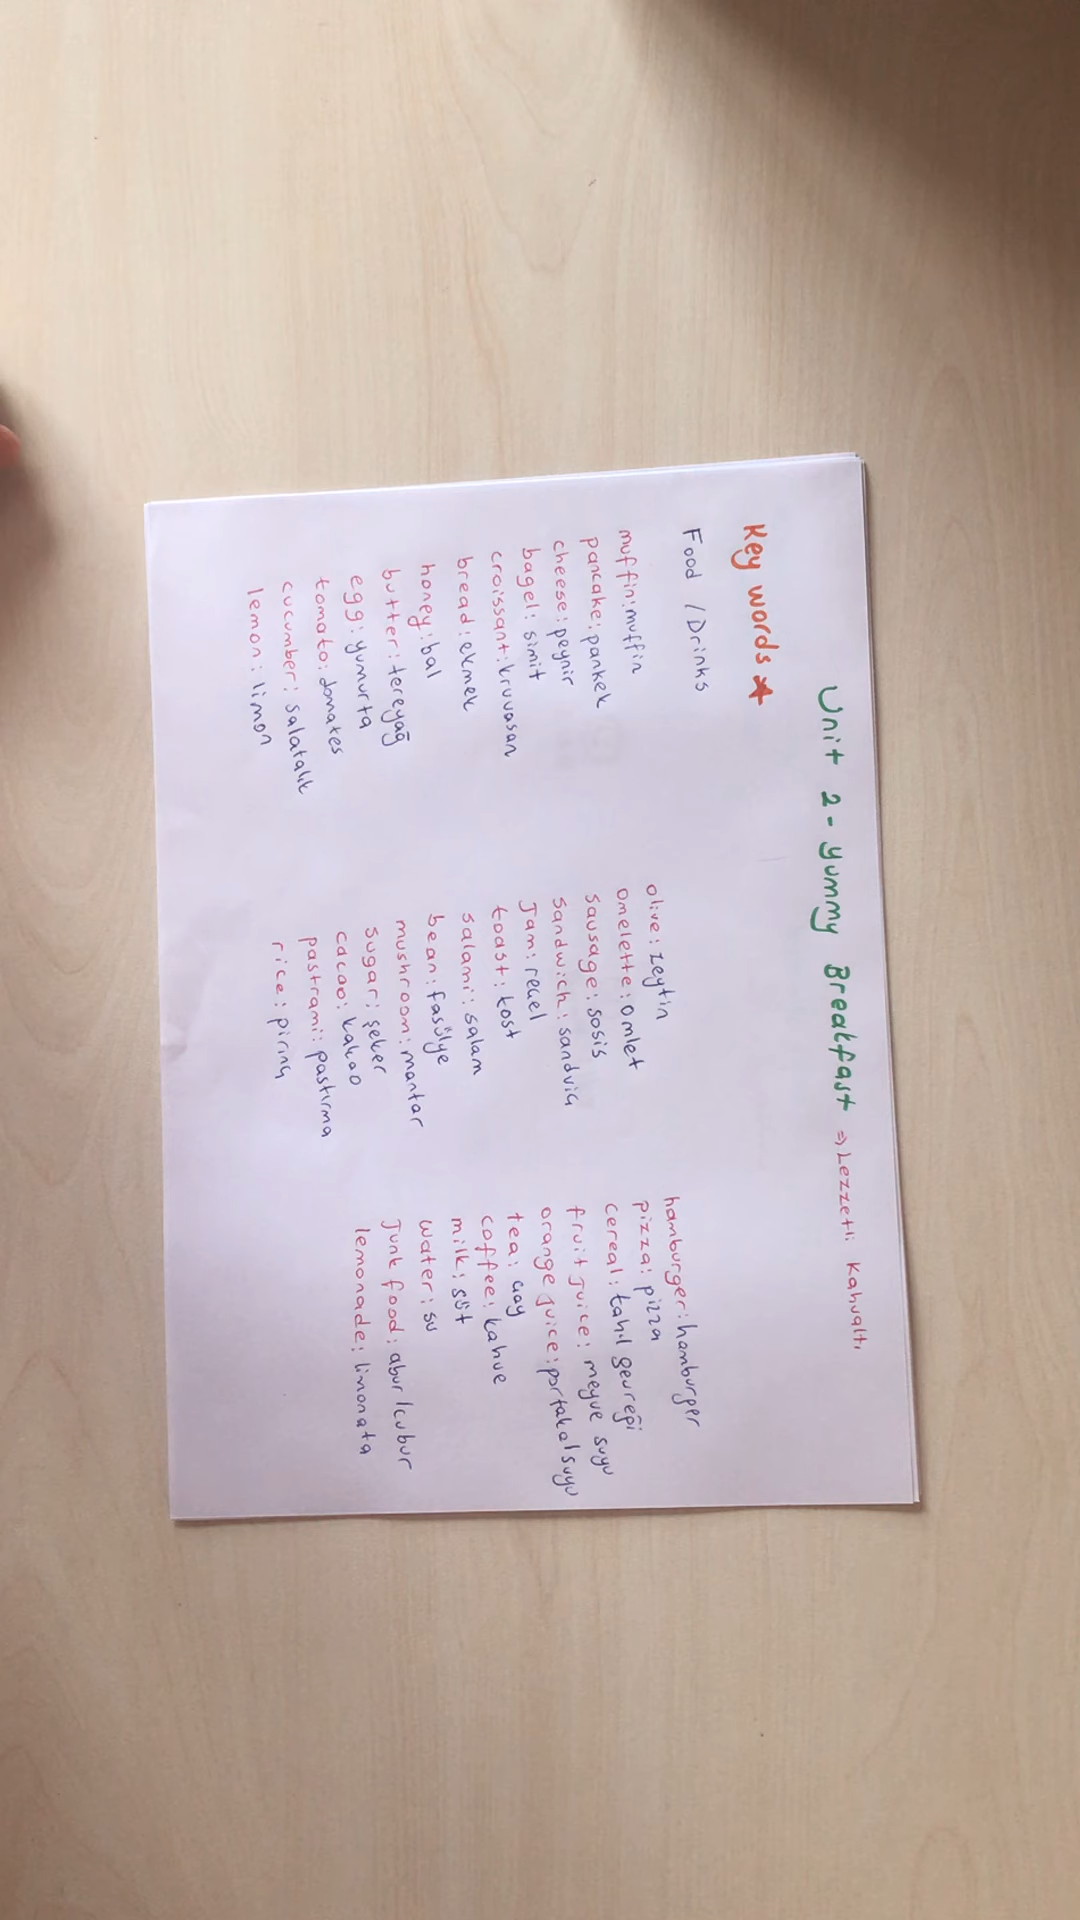 Unit 2 - Yummy Breakfast => Lezzetli Kahvaltı
Key words ★
Food / Drinks
muffin: muffin
pancake: pankek
cheese: peynir
bagel: simit
croissant: kruvasan
bread: ekmek
honey: bal
butter: tereyağ
egg: yumurta
tomato: domates
cucumber: salatalık
lemon: limon
olive: zeytin
omelette: omlet
sausage: sosis
sandwich: sandviç
Jam: reçel
toast: tost
salami: salam
bean: fasülye
mushroom: mantar
sugar: şeker
cacao: kakao
pastrami: pastırma
rice: pirinç
hamburger: hamburger
pizza: pizza
cereal: tahıl gevreği
fruit juice: meyve suyu
orange juice: portakal suyu
tea: çay
coffee: kahve
milk: süt
water: su
Junk food: abur/cubur
lemonade: limonata